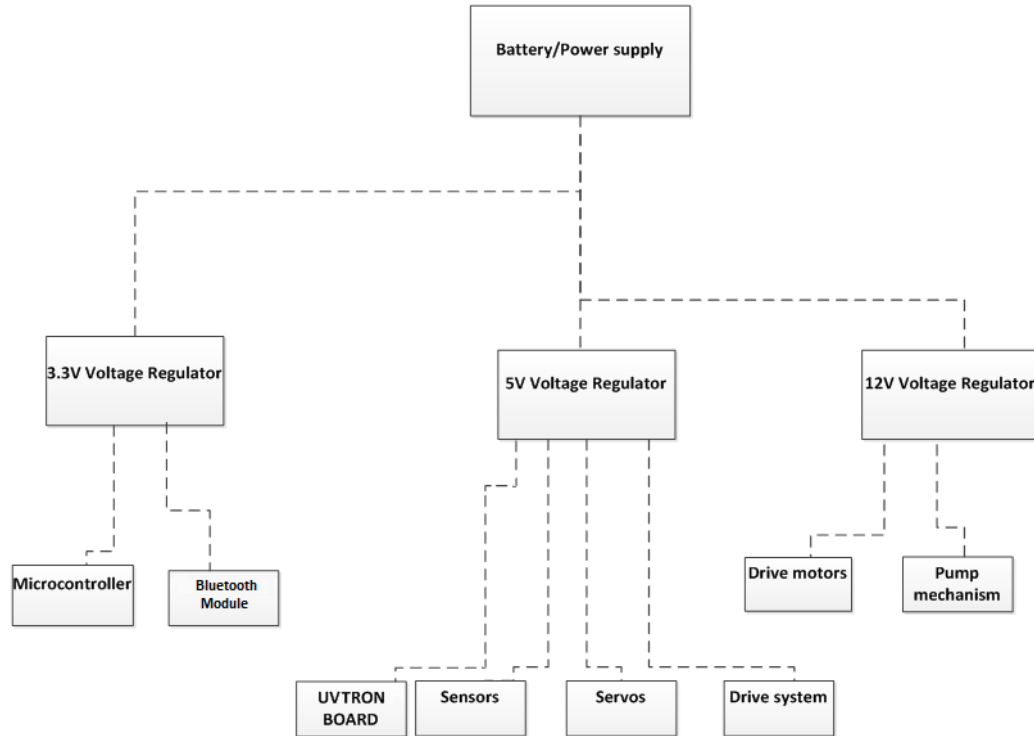 Battery/Power supply
3.3V Voltage Regulator
5V Voltage Regulator
12V Voltage Regulator
Microcontroller
Bluetooth
Module
Drive motors
Pump
mechanism
UVTRON
BOARD
Sensors
Servos
Drive system